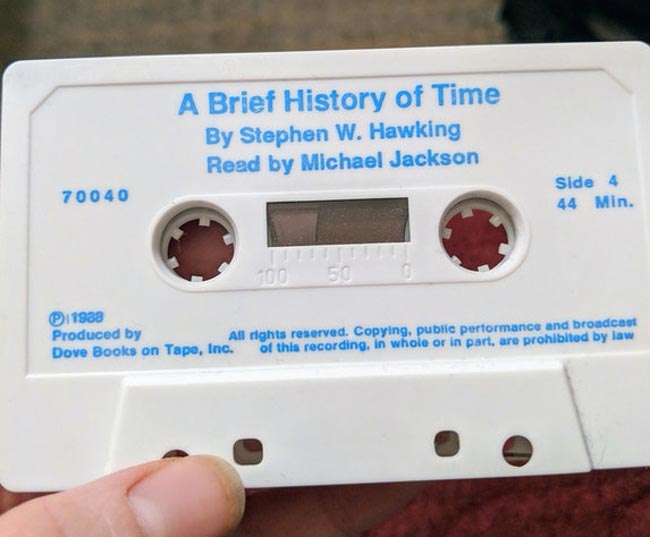 A Brief History of Time
By Stephen W. Hawking
Read by Michael Jackson
70040
Side 4
44 Min.
100 50 0
Ⓟ 1988
Produced by
Dove Books on Tape, Inc.
All rights reserved. Copying, public performance and broadcast
of this recording, in whole or in part, are prohibited by law